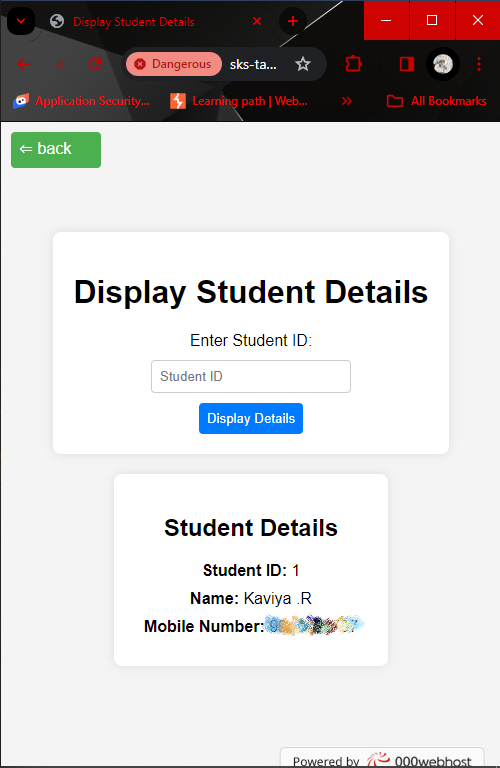 Display Student Details
Dangerous
sks-ta...
Application Security...
Learning path | Web...
»
All Bookmarks
⇐ back
Display Student Details
Enter Student ID:
Student ID
Display Details
Student Details
Student ID: 1
Name: Kaviya .R
Mobile Number:
Powered by 000webhost